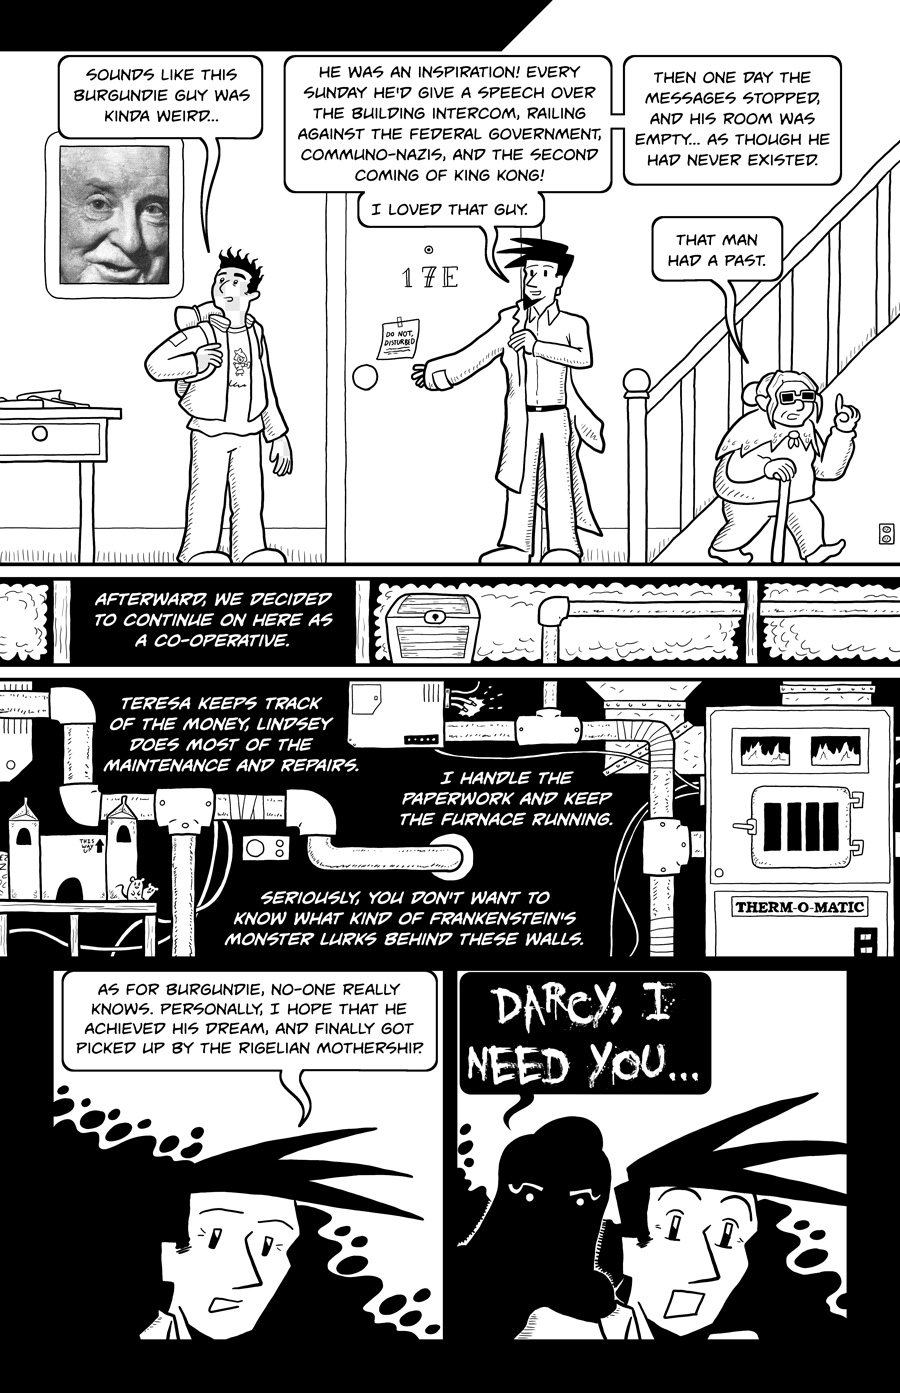 SOUNDS LIKE THIS
BURGUNDIE GUY WAS
KINDA WEIRD...
HE WAS AN INSPIRATION! EVERY
SUNDAY HE'D GIVE A SPEECH OVER
THE BUILDING INTERCOM, RAILING
AGAINST THE FEDERAL GOVERNMENT,
COMMUNO-NAZIS, AND THE SECOND
COMING OF KING KONG!
I LOVED THAT GUY.
THEN ONE DAY THE
MESSAGES STOPPED,
AND HIS ROOM WAS
EMPTY... AS THOUGH HE
HAD NEVER EXISTED.
THAT MAN
HAD A PAST.
17E
DO NOT
DISTURBED
AFTERWARD, WE DECIDED
TO CONTINUE ON HERE AS
A CO-OPERATIVE.
TERESA KEEPS TRACK
OF THE MONEY, LINDSEY
DOES MOST OF THE
MAINTENANCE AND REPAIRS.
I HANDLE THE
PAPERWORK AND KEEP
THE FURNACE RUNNING.
THIS
WAY
UP
SERIOUSLY, YOU DON'T WANT TO
KNOW WHAT KIND OF FRANKENSTEIN'S
MONSTER LURKS BEHIND THESE WALLS.
THERM-O-MATIC
AS FOR BURGUNDIE, NO-ONE REALLY
KNOWS. PERSONALLY, I HOPE THAT HE
ACHIEVED HIS DREAM, AND FINALLY GOT
PICKED UP BY THE RIGELIAN MOTHERSHIP.
DARCY, I
NEED YOU...